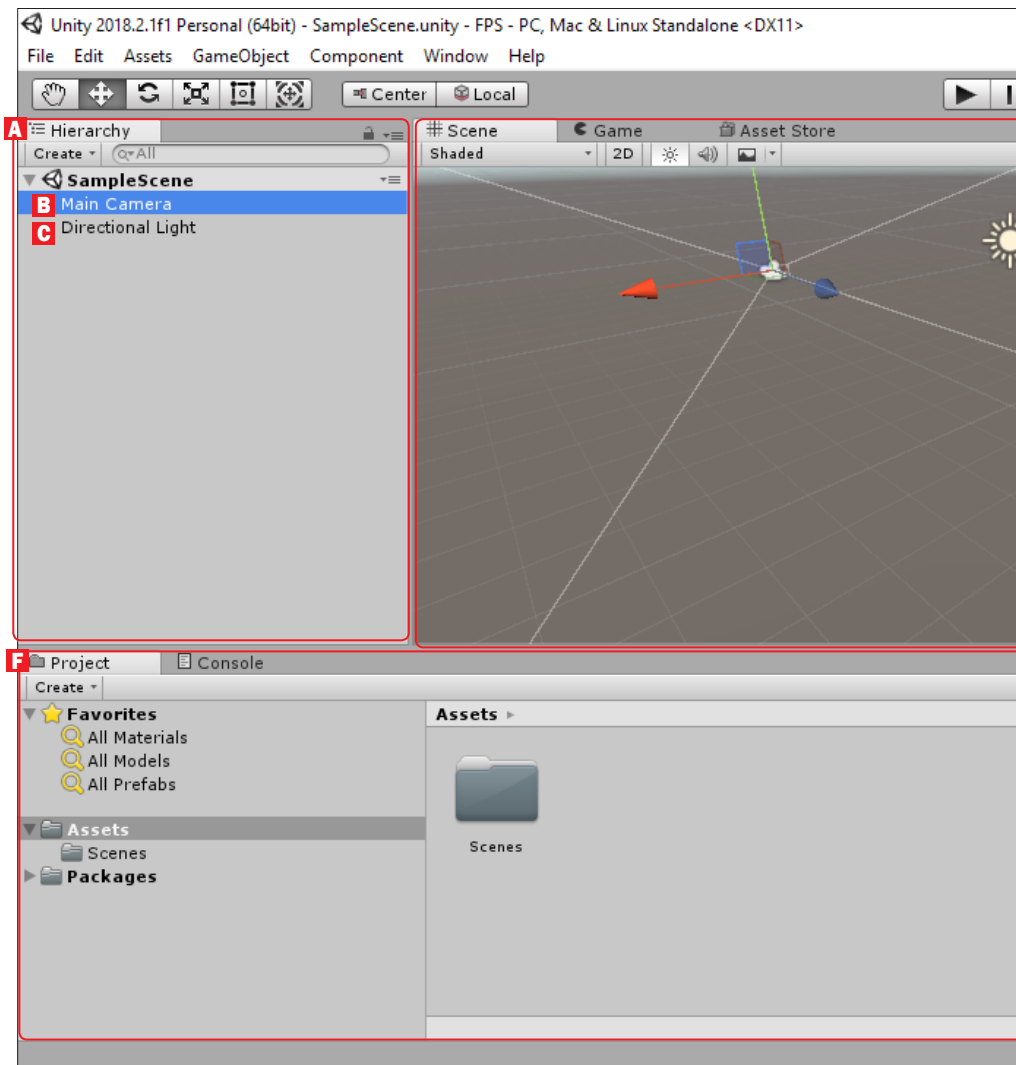 Unity 2018.2.1f1 Personal (64bit) - SampleScene.unity - FPS - PC, Mac & Linux Standalone <DX11>
File Edit Assets GameObject Component Window Help
Center Local
A Hierarchy
Create All
SampleScene
B Main Camera
C Directional Light
Scene Game Asset Store
Shaded 2D
F Project Console
Create
Favorites
All Materials
All Models
All Prefabs
Assets
Scenes
Packages
Assets
Scenes